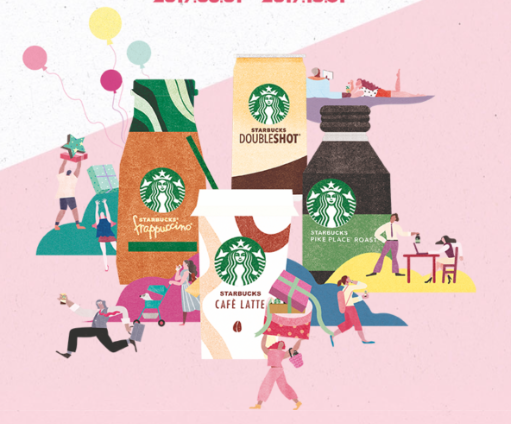 STARBUCKS
DOUBLESHOT
STARBUCKS
frappuccino
STARBUCKS
PIKE PLACE ROAST
STARBUCKS
CAFÉ LATTE